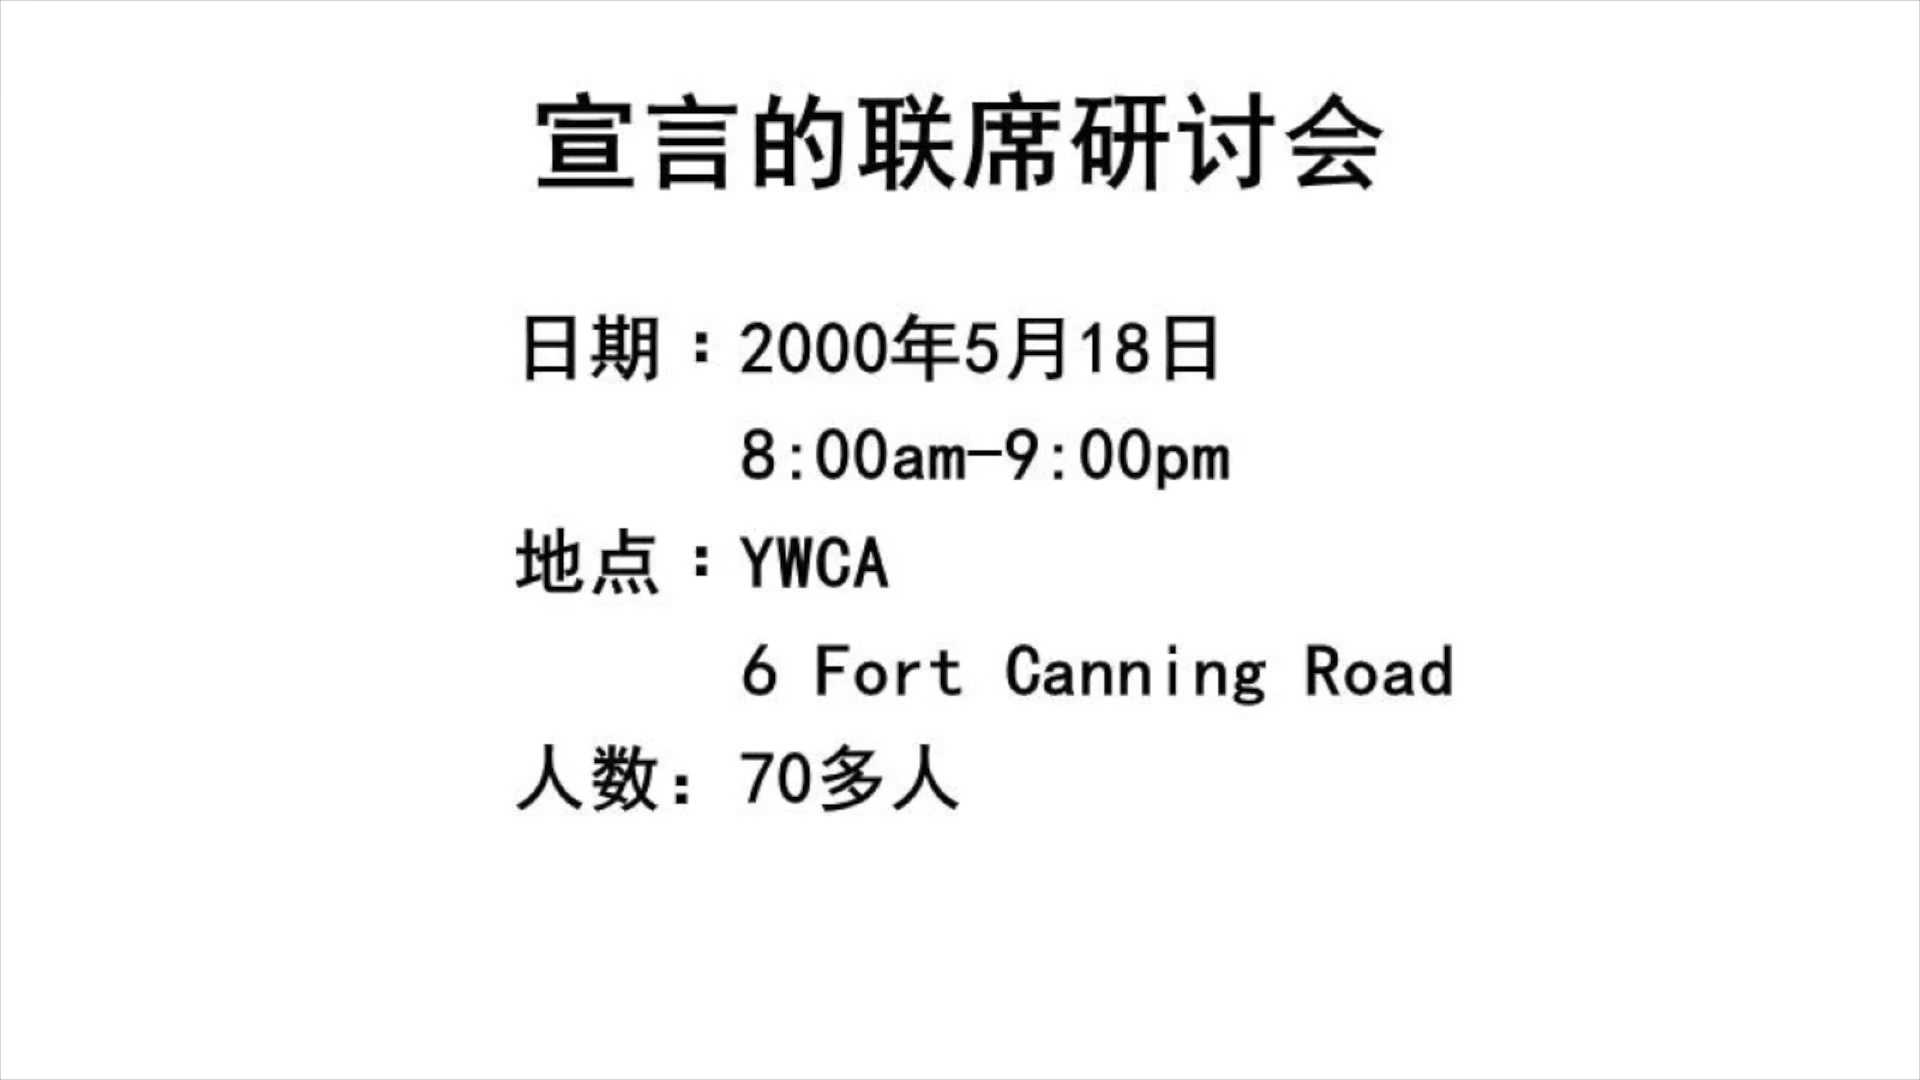 宣言的联席研讨会
日期：2000年5月18日
8:00am-9:00pm
地点：YWCA
6 Fort Canning Road
人数：70多人